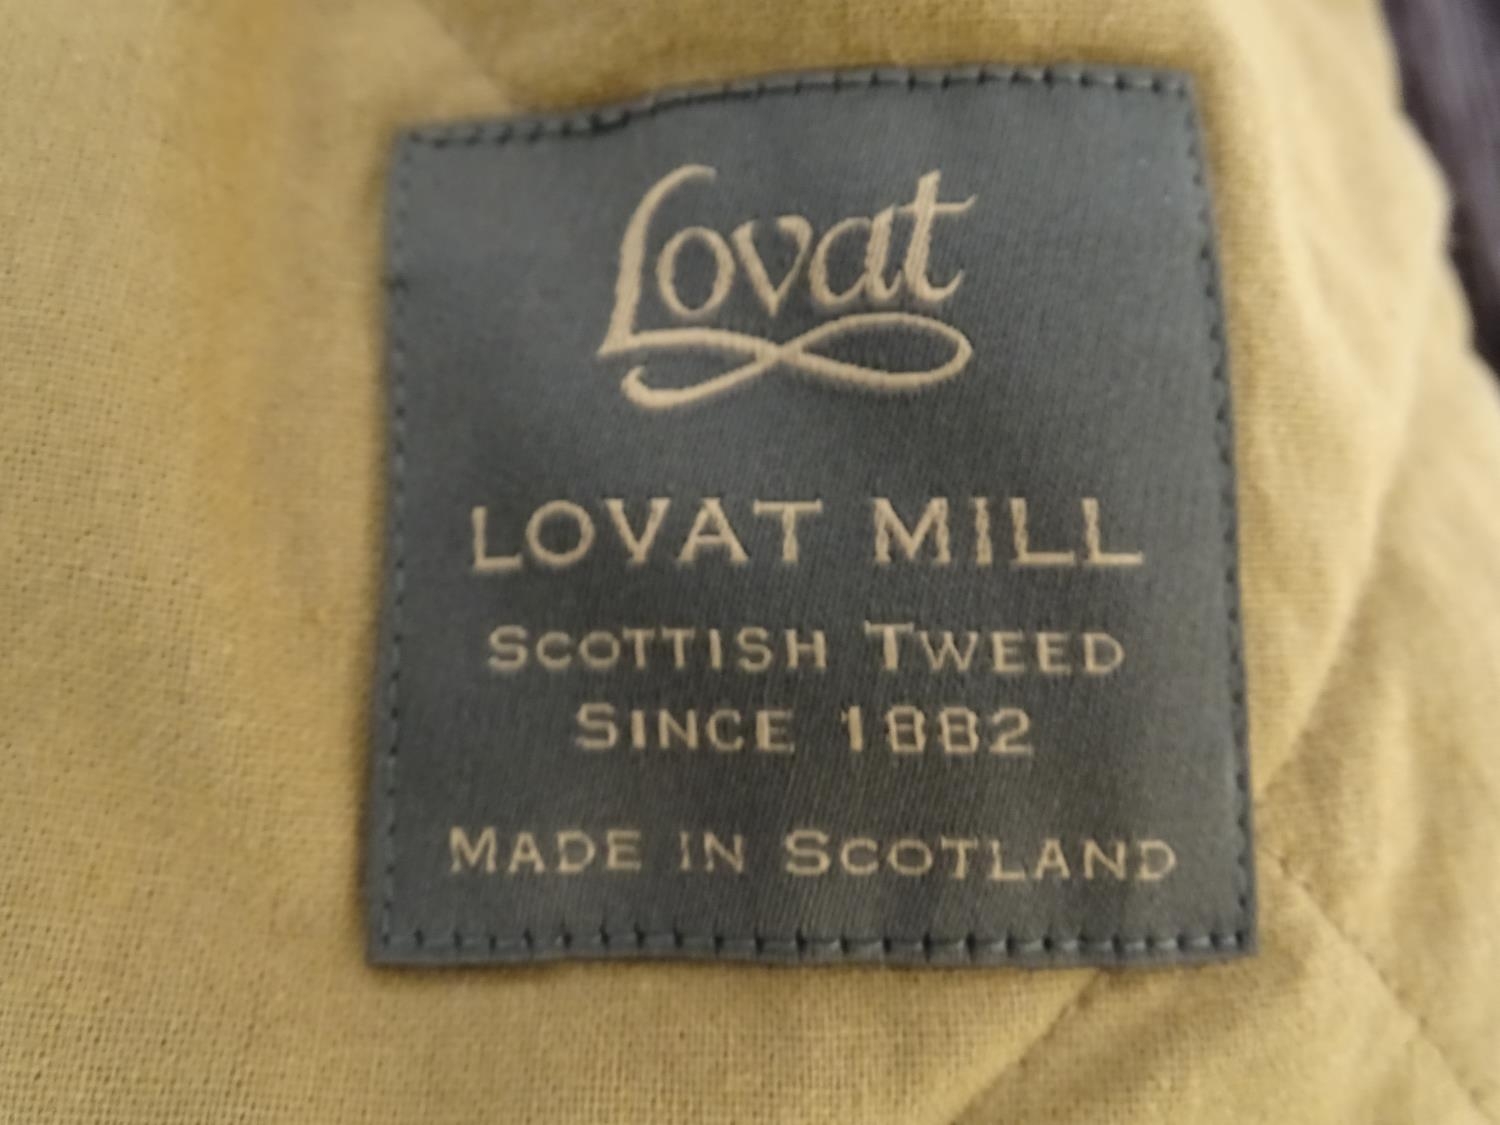 Lovat
LOVAT MILL
SCOTTISH TWEED
SINCE 1882
MADE IN SCOTLAND